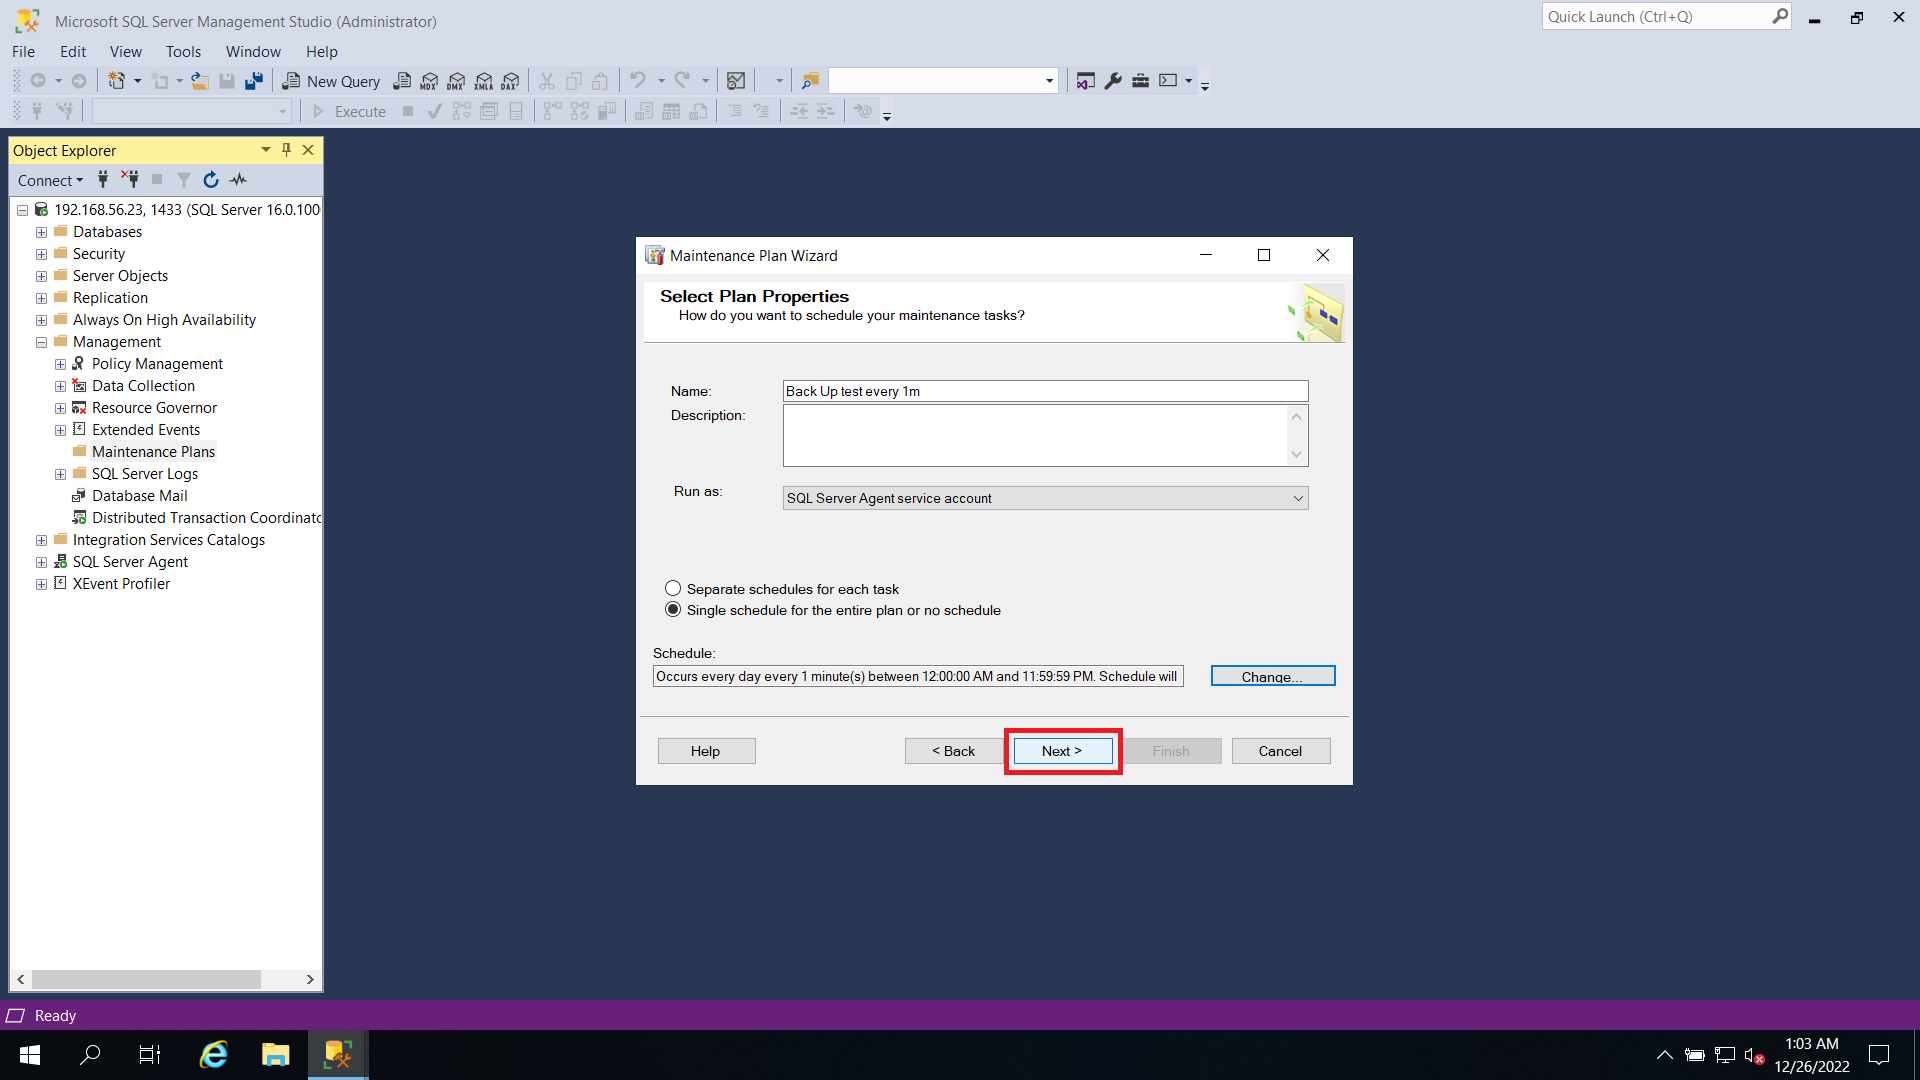 Microsoft SQL Server Management Studio (Administrator)
Quick Launch (Ctrl+Q)
File Edit View Tools Window Help
New Query MDX DMX XMLA DAX
Execute
Object Explorer
Connect
192.168.56.23, 1433 (SQL Server 16.0.100
Databases
Security
Server Objects
Replication
Always On High Availability
Management
Policy Management
Data Collection
Resource Governor
Extended Events
Maintenance Plans
SQL Server Logs
Database Mail
Distributed Transaction Coordinato
Integration Services Catalogs
SQL Server Agent
XEvent Profiler
Maintenance Plan Wizard
Select Plan Properties
How do you want to schedule your maintenance tasks?
Name: Back Up test every 1m
Description:
Run as: SQL Server Agent service account
Separate schedules for each task
Single schedule for the entire plan or no schedule
Schedule:
Occurs every day every 1 minute(s) between 12:00:00 AM and 11:59:59 PM. Schedule will
Change...
Help < Back Next > Finish Cancel
Ready
1:03 AM
12/26/2022